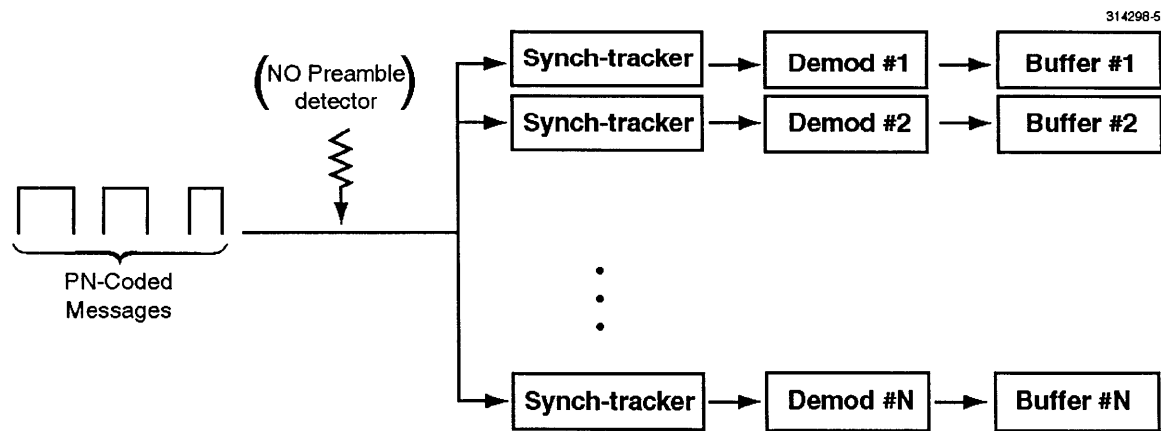 314298-5
(NO Preamble
detector)
Synch-tracker
Demod #1
Buffer #1
Synch-tracker
Demod #2
Buffer #2
PN-Coded
Messages
Synch-tracker
Demod #N
Buffer #N